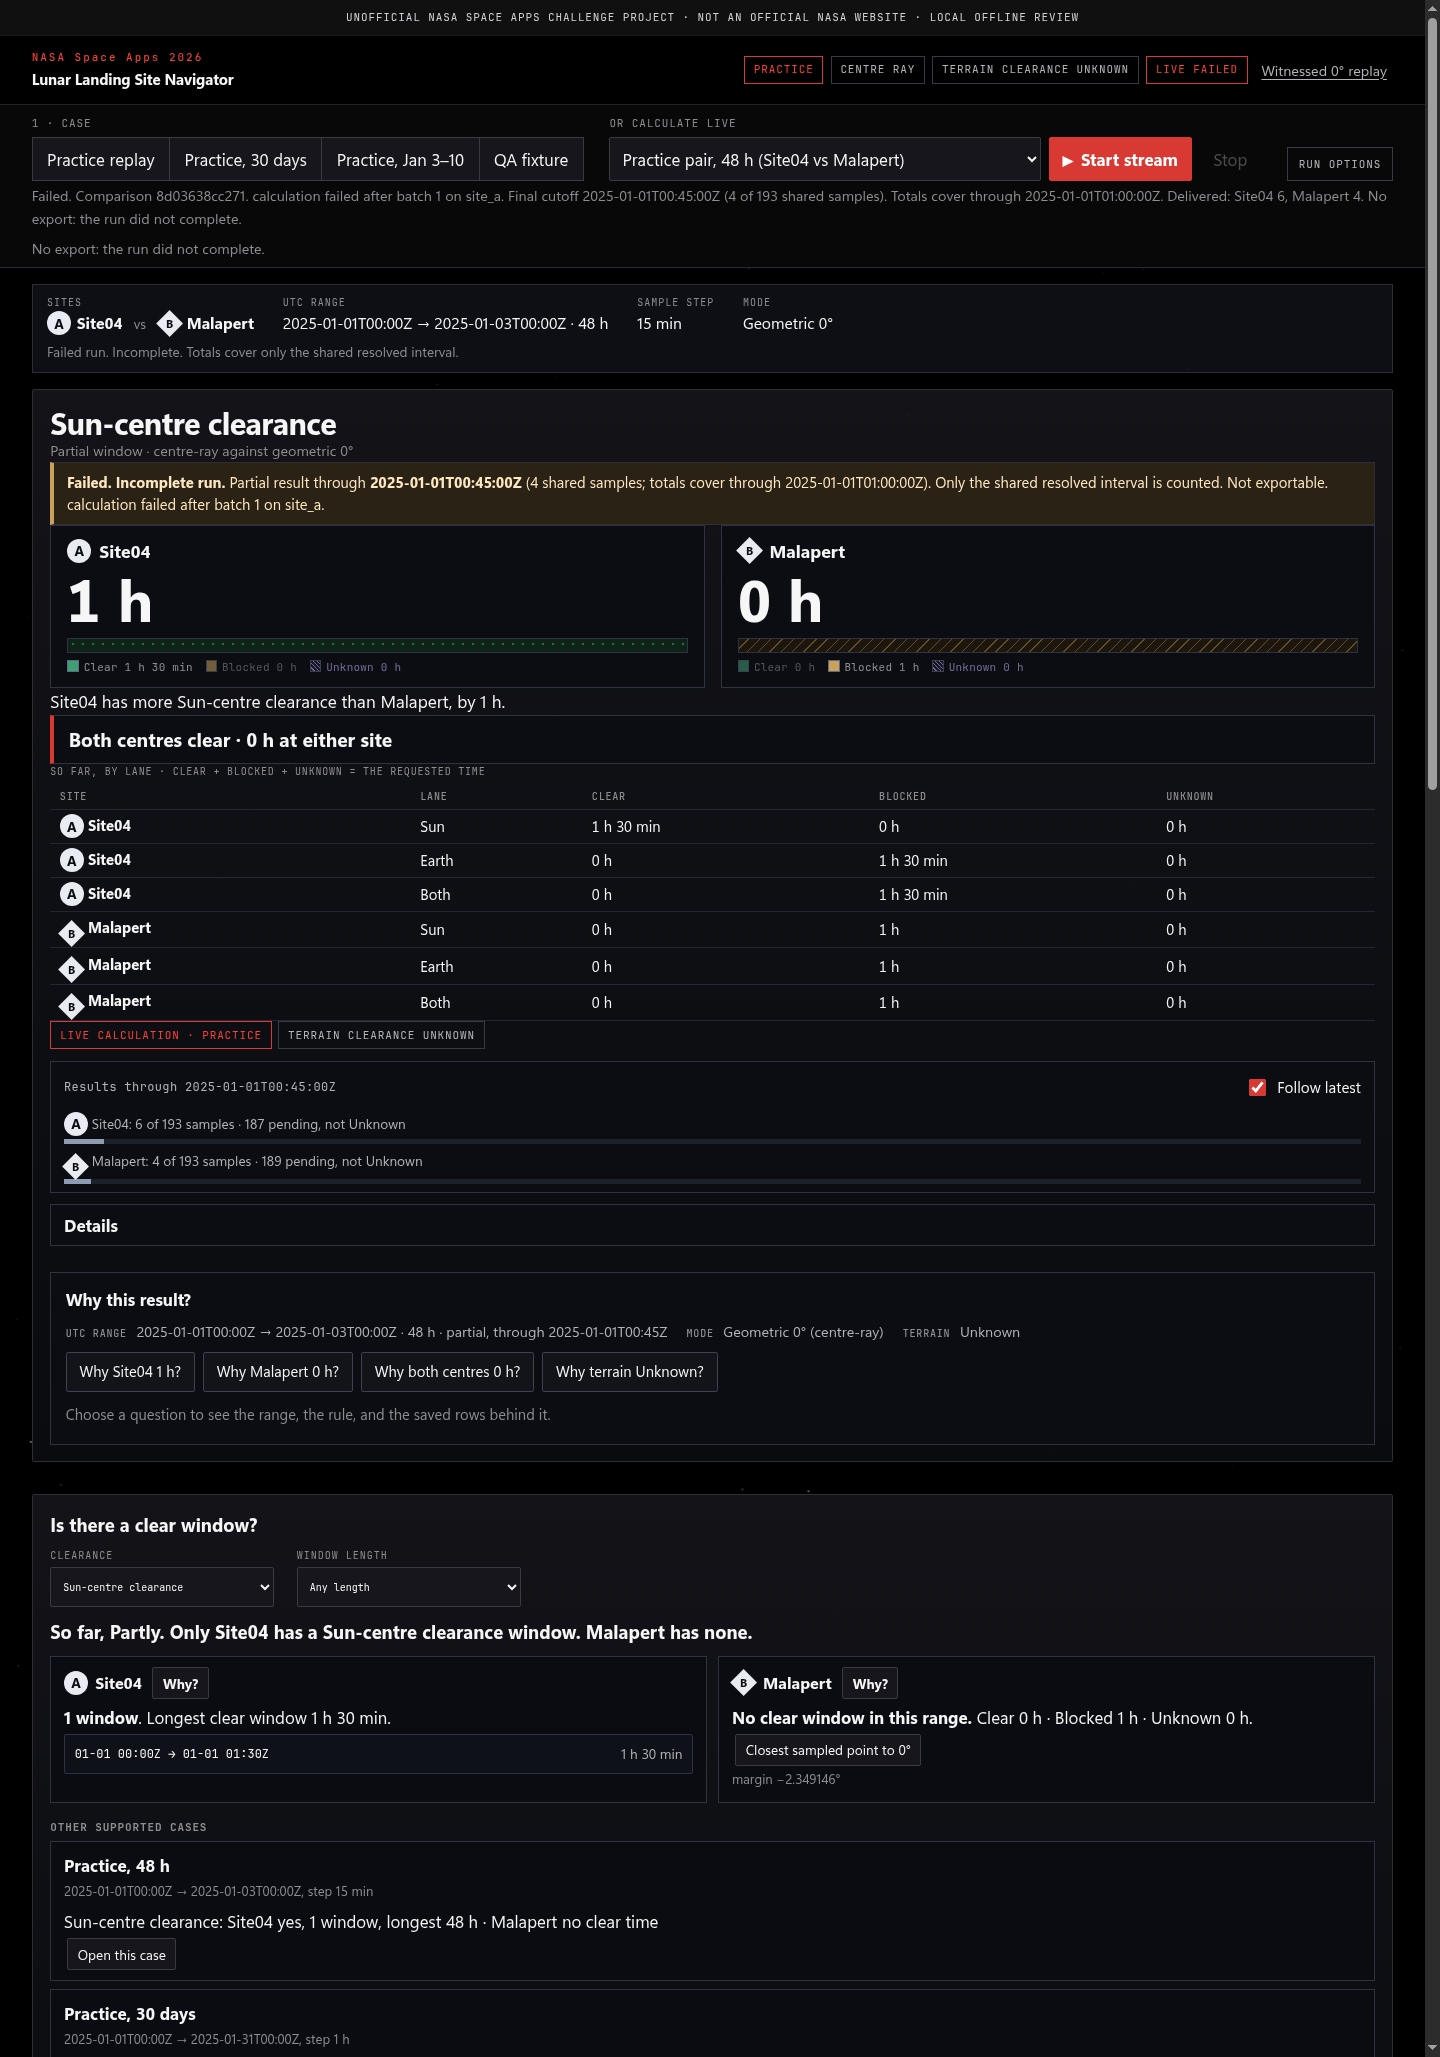 UNOFFICIAL NASA SPACE APPS CHALLENGE PROJECT · NOT AN OFFICIAL NASA WEBSITE · LOCAL OFFLINE REVIEW
NASA Space Apps 2026
Lunar Landing Site Navigator
PRACTICE
CENTRE RAY
TERRAIN CLEARANCE UNKNOWN
LIVE FAILED
Witnessed 0° replay
1 · CASE
Practice replay
Practice, 30 days
Practice, Jan 3–10
QA fixture
OR CALCULATE LIVE
Practice pair, 48 h (Site04 vs Malapert)
▶ Start stream
Stop
RUN OPTIONS
Failed. Comparison 8d03638cc271. calculation failed after batch 1 on site_a. Final cutoff 2025-01-01T00:45:00Z (4 of 193 shared samples). Totals cover through 2025-01-01T01:00:00Z. Delivered: Site04 6, Malapert 4. No
export: the run did not complete.
No export: the run did not complete.
SITES
A Site04 vs B Malapert
UTC RANGE
2025-01-01T00:00Z → 2025-01-03T00:00Z · 48 h
SAMPLE STEP
15 min
MODE
Geometric 0°
Failed run. Incomplete. Totals cover only the shared resolved interval.
Sun-centre clearance
Partial window · centre-ray against geometric 0°
Failed. Incomplete run. Partial result through 2025-01-01T00:45:00Z (4 shared samples; totals cover through 2025-01-01T01:00:00Z). Only the shared resolved interval is counted. Not exportable.
calculation failed after batch 1 on site_a.
A Site04
1 h
Clear 1 h 30 min Blocked 0 h Unknown 0 h
B Malapert
0 h
Clear 0 h Blocked 1 h Unknown 0 h
Site04 has more Sun-centre clearance than Malapert, by 1 h.
Both centres clear · 0 h at either site
SO FAR, BY LANE · CLEAR + BLOCKED + UNKNOWN = THE REQUESTED TIME
SITE LANE CLEAR BLOCKED UNKNOWN
A Site04 Sun 1 h 30 min 0 h 0 h
A Site04 Earth 0 h 1 h 30 min 0 h
A Site04 Both 0 h 1 h 30 min 0 h
B Malapert Sun 0 h 1 h 0 h
B Malapert Earth 0 h 1 h 0 h
B Malapert Both 0 h 1 h 0 h
LIVE CALCULATION · PRACTICE
TERRAIN CLEARANCE UNKNOWN
Results through 2025-01-01T00:45:00Z
Follow latest
A Site04: 6 of 193 samples · 187 pending, not Unknown
B Malapert: 4 of 193 samples · 189 pending, not Unknown
Details
Why this result?
UTC RANGE 2025-01-01T00:00Z → 2025-01-03T00:00Z · 48 h · partial, through 2025-01-01T00:45Z MODE Geometric 0° (centre-ray) TERRAIN Unknown
Why Site04 1 h?
Why Malapert 0 h?
Why both centres 0 h?
Why terrain Unknown?
Choose a question to see the range, the rule, and the saved rows behind it.
Is there a clear window?
CLEARANCE
Sun-centre clearance
WINDOW LENGTH
Any length
So far, Partly. Only Site04 has a Sun-centre clearance window. Malapert has none.
A Site04 Why?
1 window. Longest clear window 1 h 30 min.
01-01 00:00Z → 01-01 01:30Z 1 h 30 min
B Malapert Why?
No clear window in this range. Clear 0 h · Blocked 1 h · Unknown 0 h.
Closest sampled point to 0°
margin −2.349146°
OTHER SUPPORTED CASES
Practice, 48 h
2025-01-01T00:00Z → 2025-01-03T00:00Z, step 15 min
Sun-centre clearance: Site04 yes, 1 window, longest 48 h · Malapert no clear time
Open this case
Practice, 30 days
2025-01-01T00:00Z → 2025-01-31T00:00Z, step 1 h